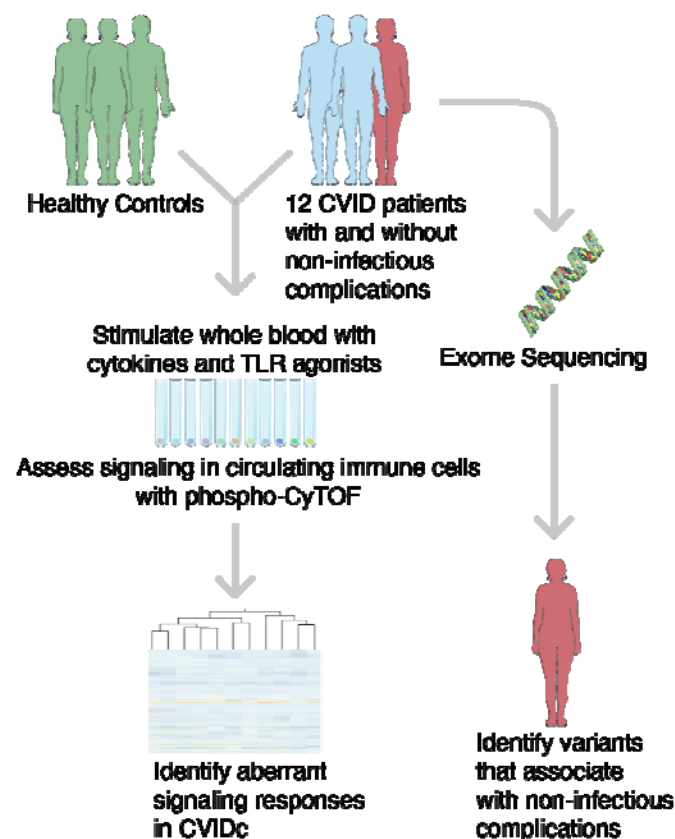 Healthy Controls
12 CVID patients
with and without
non-infectious
complications
Stimulate whole blood with
cytokines and TLR agonists
Exome Sequencing
Assess signaling in circulating immune cells
with phospho-CyTOF
Identify aberrant
signaling responses
in CVIDc
Identify variants
that associate
with non-infectious
complications